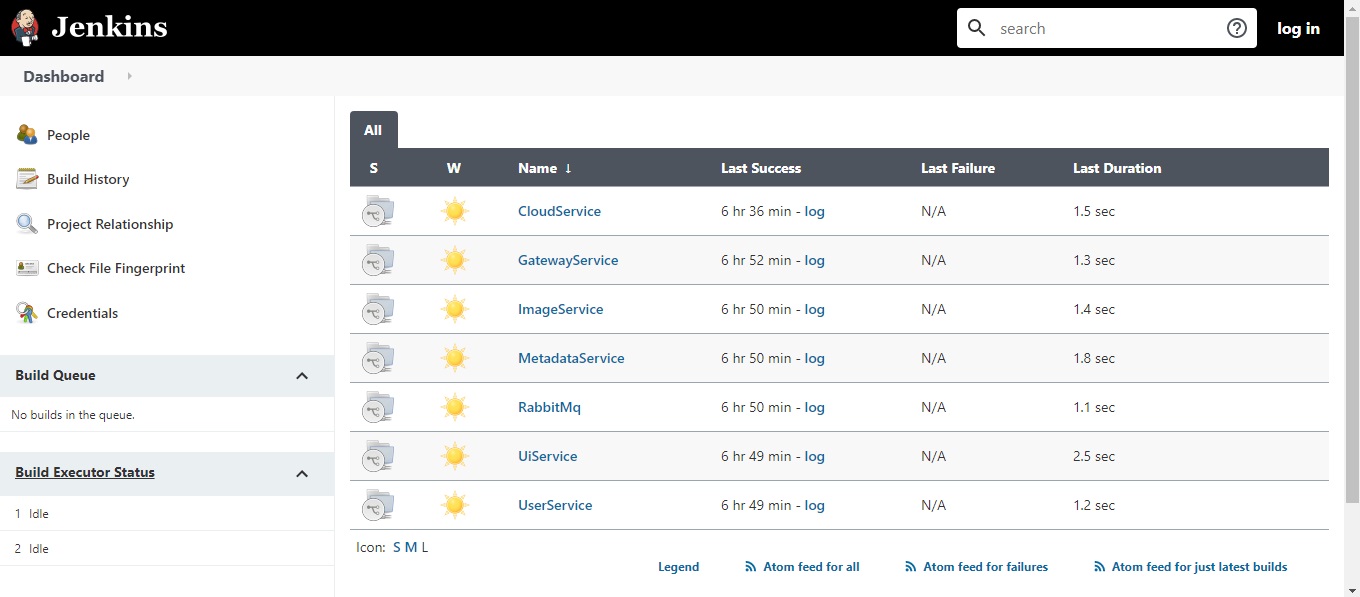 Jenkins
search
log in
Dashboard
People
Build History
Project Relationship
Check File Fingerprint
Credentials
Build Queue
No builds in the queue.
Build Executor Status
1 Idle
2 Idle
All
S W Name ↓ Last Success Last Failure Last Duration
CloudService 6 hr 36 min - log N/A 1.5 sec
GatewayService 6 hr 52 min - log N/A 1.3 sec
ImageService 6 hr 50 min - log N/A 1.4 sec
MetadataService 6 hr 50 min - log N/A 1.8 sec
RabbitMq 6 hr 50 min - log N/A 1.1 sec
UiService 6 hr 49 min - log N/A 2.5 sec
UserService 6 hr 49 min - log N/A 1.2 sec
Icon: S M L
Legend Atom feed for all Atom feed for failures Atom feed for just latest builds